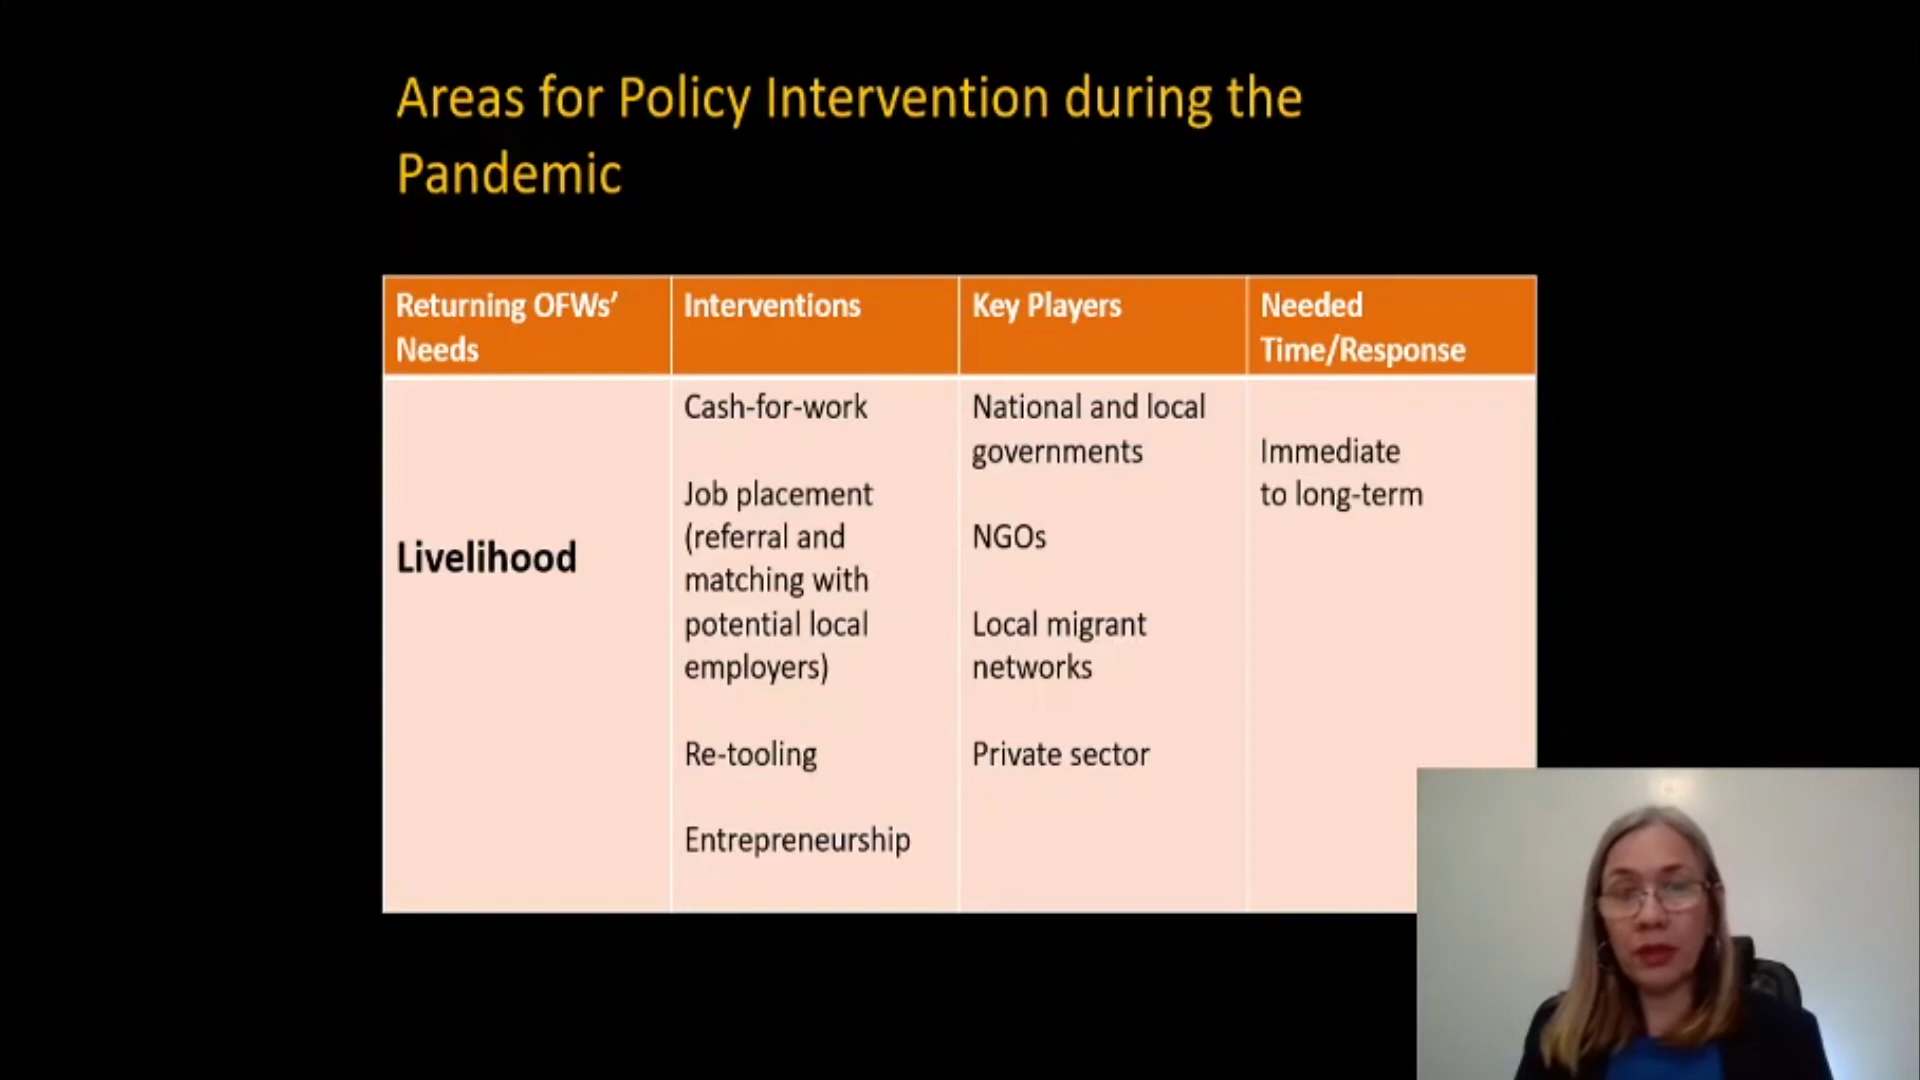 Areas for Policy Intervention during the
Pandemic
Returning OFWs’
Needs
Interventions
Key Players
Needed
Time/Response
Livelihood
Cash-for-work
Job placement
(referral and
matching with
potential local
employers)
Re-tooling
Entrepreneurship
National and local
governments
NGOs
Local migrant
networks
Private sector
Immediate
to long-term